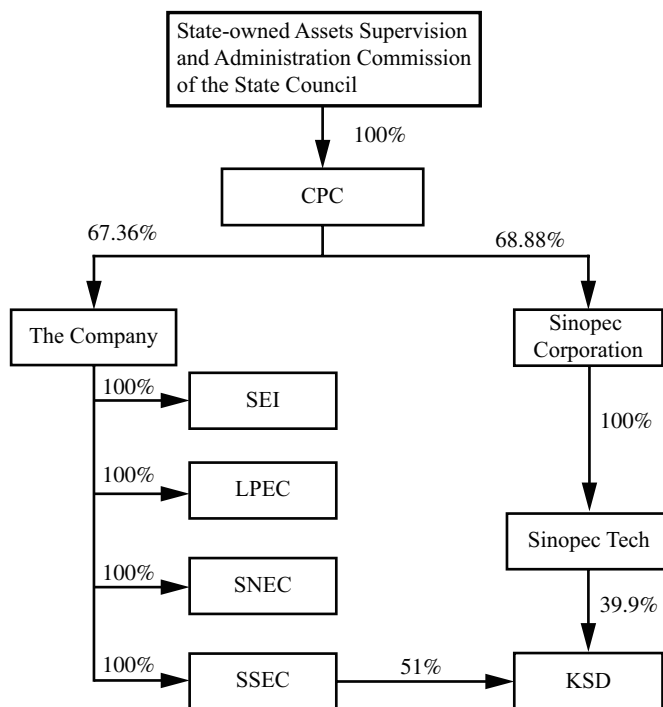 State-owned Assets Supervision
and Administration Commission
of the State Council
100%
CPC
67.36%
68.88%
The Company
Sinopec
Corporation
100%
SEI
100%
100%
LPEC
Sinopec Tech
100%
SNEC
39.9%
100%
SSEC
51%
KSD